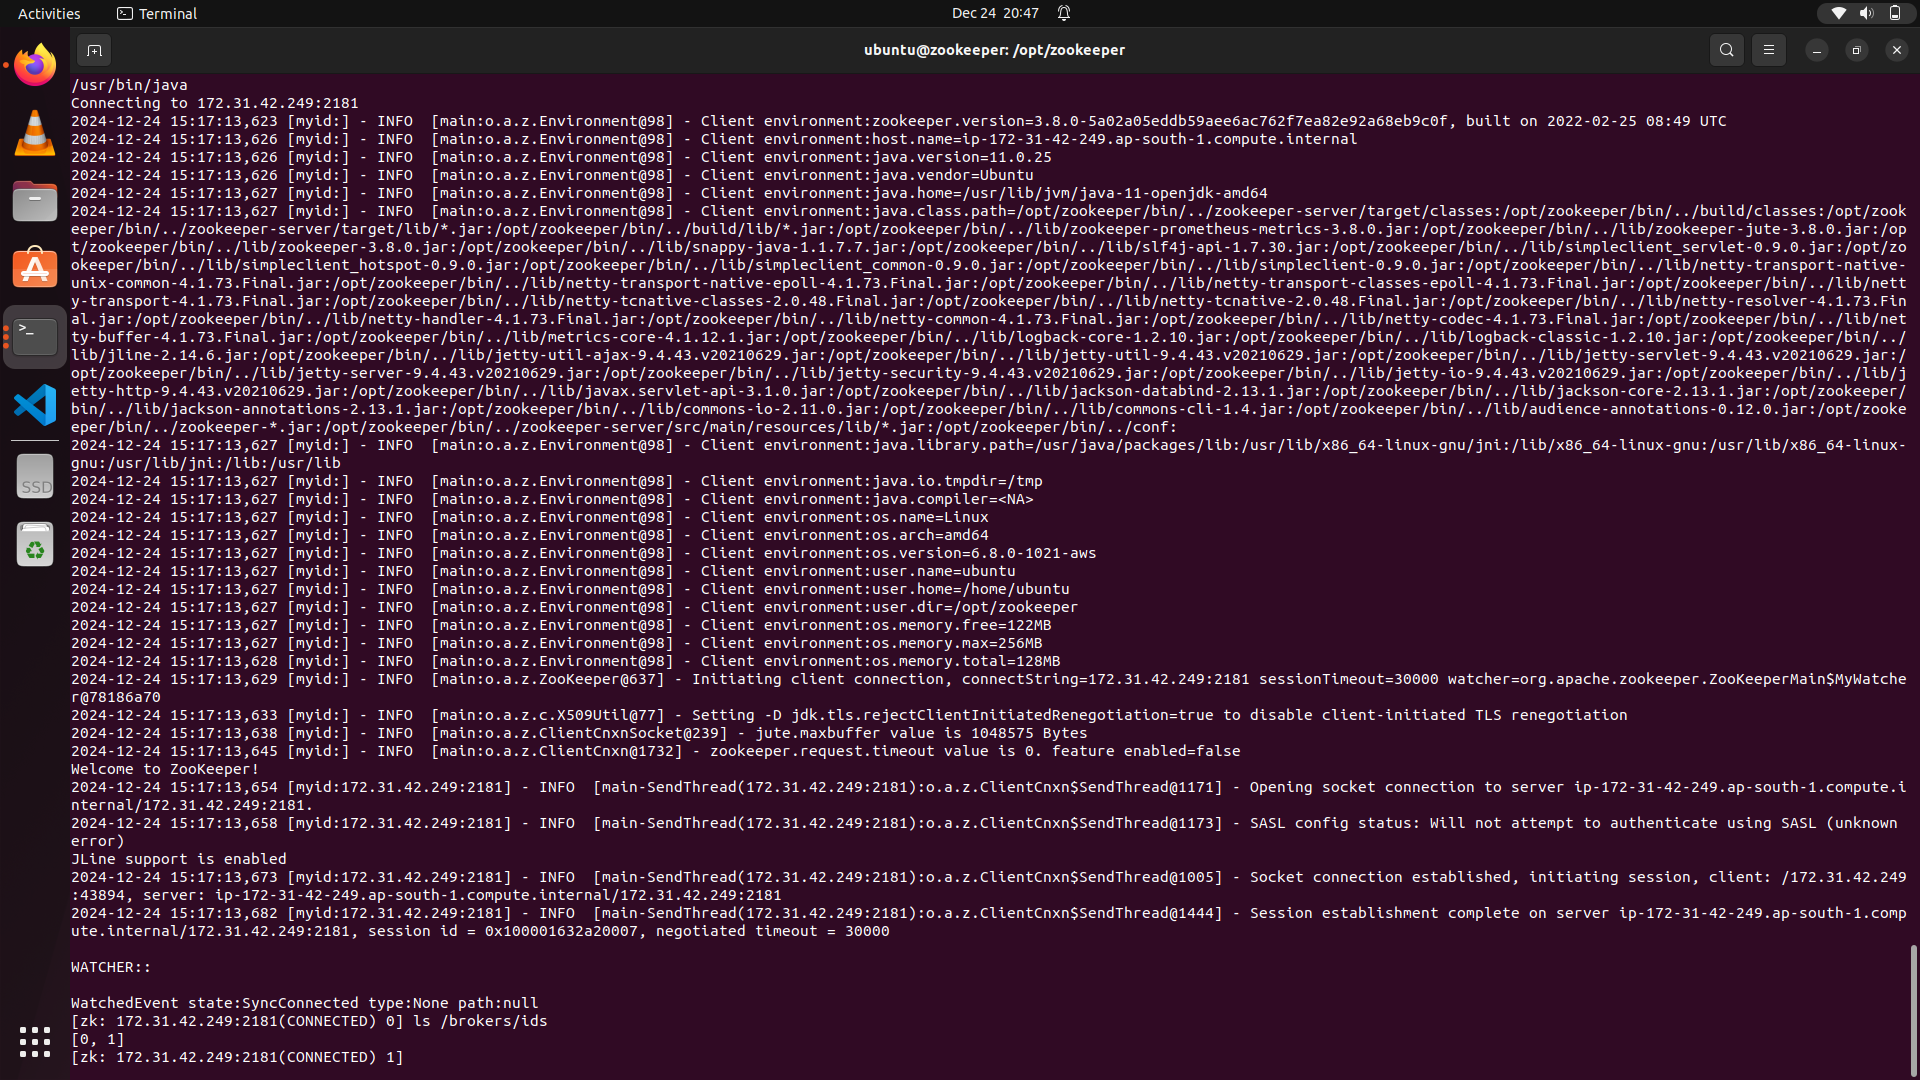 Activities
Terminal
Dec 24 20:47
ubuntu@zookeeper: /opt/zookeeper
/usr/bin/java
Connecting to 172.31.42.249:2181
2024-12-24 15:17:13,623 [myid:] - INFO  [main:o.a.z.Environment@98] - Client environment:zookeeper.version=3.8.0-5a02a05eddb59aee6ac762f7ea82e92a68eb9c0f, built on 2022-02-25 08:49 UTC
2024-12-24 15:17:13,626 [myid:] - INFO  [main:o.a.z.Environment@98] - Client environment:host.name=ip-172-31-42-249.ap-south-1.compute.internal
2024-12-24 15:17:13,626 [myid:] - INFO  [main:o.a.z.Environment@98] - Client environment:java.version=11.0.25
2024-12-24 15:17:13,626 [myid:] - INFO  [main:o.a.z.Environment@98] - Client environment:java.vendor=Ubuntu
2024-12-24 15:17:13,627 [myid:] - INFO  [main:o.a.z.Environment@98] - Client environment:java.home=/usr/lib/jvm/java-11-openjdk-amd64
2024-12-24 15:17:13,627 [myid:] - INFO  [main:o.a.z.Environment@98] - Client environment:java.class.path=/opt/zookeeper/bin/../zookeeper-server/target/classes:/opt/zookeeper/bin/../build/classes:/opt/zook
eeper/bin/../zookeeper-server/target/lib/*.jar:/opt/zookeeper/bin/../build/lib/*.jar:/opt/zookeeper/bin/../lib/zookeeper-prometheus-metrics-3.8.0.jar:/opt/zookeeper/bin/../lib/zookeeper-jute-3.8.0.jar:/op
t/zookeeper/bin/../lib/zookeeper-3.8.0.jar:/opt/zookeeper/bin/../lib/snappy-java-1.1.7.7.jar:/opt/zookeeper/bin/../lib/slf4j-api-1.7.30.jar:/opt/zookeeper/bin/../lib/simpleclient_servlet-0.9.0.jar:/opt/zo
okeeper/bin/../lib/simpleclient_hotspot-0.9.0.jar:/opt/zookeeper/bin/../lib/simpleclient_common-0.9.0.jar:/opt/zookeeper/bin/../lib/simpleclient-0.9.0.jar:/opt/zookeeper/bin/../lib/netty-transport-native-
unix-common-4.1.73.Final.jar:/opt/zookeeper/bin/../lib/netty-transport-native-epoll-4.1.73.Final.jar:/opt/zookeeper/bin/../lib/netty-transport-classes-epoll-4.1.73.Final.jar:/opt/zookeeper/bin/../lib/nett
y-transport-4.1.73.Final.jar:/opt/zookeeper/bin/../lib/netty-tcnative-classes-2.0.48.Final.jar:/opt/zookeeper/bin/../lib/netty-tcnative-2.0.48.Final.jar:/opt/zookeeper/bin/../lib/netty-resolver-4.1.73.Fin
al.jar:/opt/zookeeper/bin/../lib/netty-handler-4.1.73.Final.jar:/opt/zookeeper/bin/../lib/netty-common-4.1.73.Final.jar:/opt/zookeeper/bin/../lib/netty-codec-4.1.73.Final.jar:/opt/zookeeper/bin/../lib/net
ty-buffer-4.1.73.Final.jar:/opt/zookeeper/bin/../lib/metrics-core-4.1.12.1.jar:/opt/zookeeper/bin/../lib/logback-core-1.2.10.jar:/opt/zookeeper/bin/../lib/logback-classic-1.2.10.jar:/opt/zookeeper/bin/../
lib/jline-2.14.6.jar:/opt/zookeeper/bin/../lib/jetty-util-ajax-9.4.43.v20210629.jar:/opt/zookeeper/bin/../lib/jetty-util-9.4.43.v20210629.jar:/opt/zookeeper/bin/../lib/jetty-servlet-9.4.43.v20210629.jar:/
opt/zookeeper/bin/../lib/jetty-server-9.4.43.v20210629.jar:/opt/zookeeper/bin/../lib/jetty-security-9.4.43.v20210629.jar:/opt/zookeeper/bin/../lib/jetty-io-9.4.43.v20210629.jar:/opt/zookeeper/bin/../lib/j
etty-http-9.4.43.v20210629.jar:/opt/zookeeper/bin/../lib/javax.servlet-api-3.1.0.jar:/opt/zookeeper/bin/../lib/jackson-databind-2.13.1.jar:/opt/zookeeper/bin/../lib/jackson-core-2.13.1.jar:/opt/zookeeper/
bin/../lib/jackson-annotations-2.13.1.jar:/opt/zookeeper/bin/../lib/commons-io-2.11.0.jar:/opt/zookeeper/bin/../lib/commons-cli-1.4.jar:/opt/zookeeper/bin/../lib/audience-annotations-0.12.0.jar:/opt/zooke
eper/bin/../zookeeper-*.jar:/opt/zookeeper/bin/../zookeeper-server/src/main/resources/lib/*.jar:/opt/zookeeper/bin/../conf:
2024-12-24 15:17:13,627 [myid:] - INFO  [main:o.a.z.Environment@98] - Client environment:java.library.path=/usr/java/packages/lib:/usr/lib/x86_64-linux-gnu/jni:/lib/x86_64-linux-gnu:/usr/lib/x86_64-linux-
gnu:/usr/lib/jni:/lib:/usr/lib
2024-12-24 15:17:13,627 [myid:] - INFO  [main:o.a.z.Environment@98] - Client environment:java.io.tmpdir=/tmp
2024-12-24 15:17:13,627 [myid:] - INFO  [main:o.a.z.Environment@98] - Client environment:java.compiler=<NA>
2024-12-24 15:17:13,627 [myid:] - INFO  [main:o.a.z.Environment@98] - Client environment:os.name=Linux
2024-12-24 15:17:13,627 [myid:] - INFO  [main:o.a.z.Environment@98] - Client environment:os.arch=amd64
2024-12-24 15:17:13,627 [myid:] - INFO  [main:o.a.z.Environment@98] - Client environment:os.version=6.8.0-1021-aws
2024-12-24 15:17:13,627 [myid:] - INFO  [main:o.a.z.Environment@98] - Client environment:user.name=ubuntu
2024-12-24 15:17:13,627 [myid:] - INFO  [main:o.a.z.Environment@98] - Client environment:user.home=/home/ubuntu
2024-12-24 15:17:13,627 [myid:] - INFO  [main:o.a.z.Environment@98] - Client environment:user.dir=/opt/zookeeper
2024-12-24 15:17:13,627 [myid:] - INFO  [main:o.a.z.Environment@98] - Client environment:os.memory.free=122MB
2024-12-24 15:17:13,627 [myid:] - INFO  [main:o.a.z.Environment@98] - Client environment:os.memory.max=256MB
2024-12-24 15:17:13,628 [myid:] - INFO  [main:o.a.z.Environment@98] - Client environment:os.memory.total=128MB
2024-12-24 15:17:13,629 [myid:] - INFO  [main:o.a.z.ZooKeeper@637] - Initiating client connection, connectString=172.31.42.249:2181 sessionTimeout=30000 watcher=org.apache.zookeeper.ZooKeeperMain$MyWatche
r@78186a70
2024-12-24 15:17:13,633 [myid:] - INFO  [main:o.a.z.c.X509Util@77] - Setting -D jdk.tls.rejectClientInitiatedRenegotiation=true to disable client-initiated TLS renegotiation
2024-12-24 15:17:13,638 [myid:] - INFO  [main:o.a.z.ClientCnxnSocket@239] - jute.maxbuffer value is 1048575 Bytes
2024-12-24 15:17:13,645 [myid:] - INFO  [main:o.a.z.ClientCnxn@1732] - zookeeper.request.timeout value is 0. feature enabled=false
Welcome to ZooKeeper!
2024-12-24 15:17:13,654 [myid:172.31.42.249:2181] - INFO  [main-SendThread(172.31.42.249:2181):o.a.z.ClientCnxn$SendThread@1171] - Opening socket connection to server ip-172-31-42-249.ap-south-1.compute.i
nternal/172.31.42.249:2181.
2024-12-24 15:17:13,658 [myid:172.31.42.249:2181] - INFO  [main-SendThread(172.31.42.249:2181):o.a.z.ClientCnxn$SendThread@1173] - SASL config status: Will not attempt to authenticate using SASL (unknown
error)
JLine support is enabled
2024-12-24 15:17:13,673 [myid:172.31.42.249:2181] - INFO  [main-SendThread(172.31.42.249:2181):o.a.z.ClientCnxn$SendThread@1005] - Socket connection established, initiating session, client: /172.31.42.249
:43894, server: ip-172-31-42-249.ap-south-1.compute.internal/172.31.42.249:2181
2024-12-24 15:17:13,682 [myid:172.31.42.249:2181] - INFO  [main-SendThread(172.31.42.249:2181):o.a.z.ClientCnxn$SendThread@1444] - Session establishment complete on server ip-172-31-42-249.ap-south-1.comp
ute.internal/172.31.42.249:2181, session id = 0x100001632a20007, negotiated timeout = 30000
WATCHER::
WatchedEvent state:SyncConnected type:None path:null
[zk: 172.31.42.249:2181(CONNECTED) 0] ls /brokers/ids
[0, 1]
[zk: 172.31.42.249:2181(CONNECTED) 1]
SSD